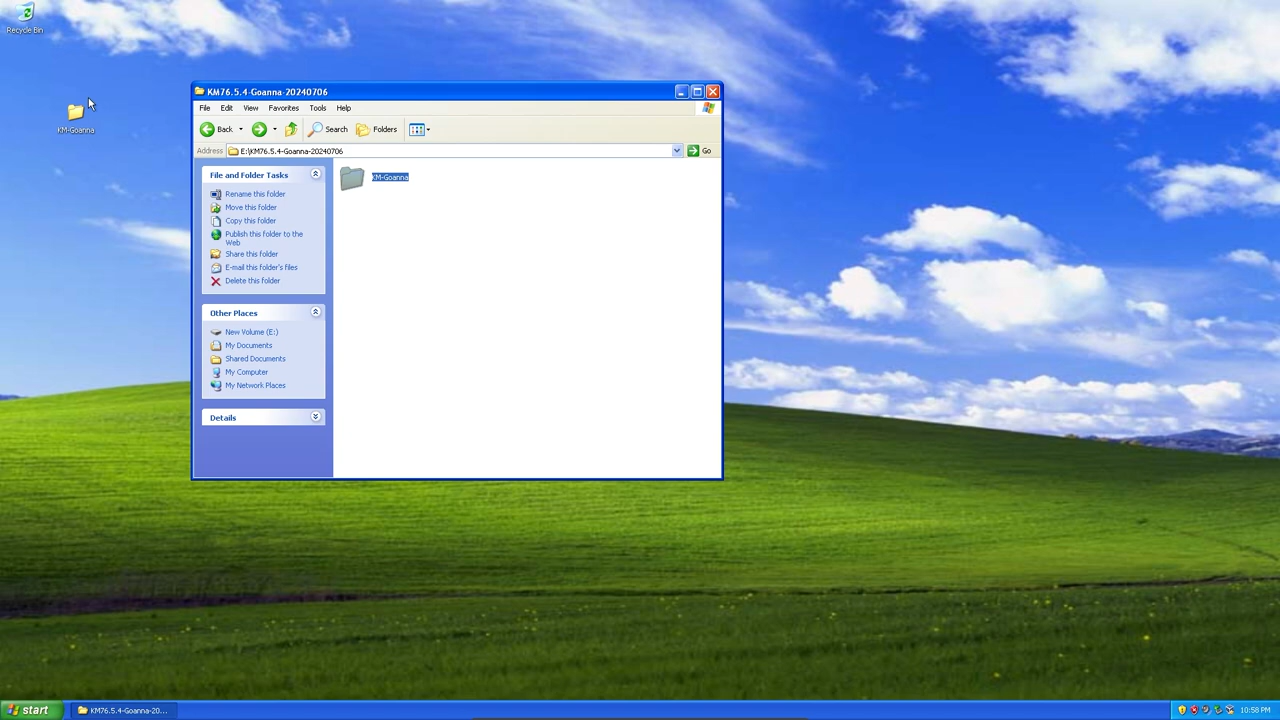 Recycle Bin
KM-Goanna
KM76.5.4-Goanna-20240706
File Edit View Favorites Tools Help
Back Search Folders
Address E:\KM76.5.4-Goanna-20240706 Go
File and Folder Tasks
Rename this folder
Move this folder
Copy this folder
Publish this folder to the
Web
Share this folder
E-mail this folder's files
Delete this folder
Other Places
New Volume (E:)
My Documents
Shared Documents
My Computer
My Network Places
Details
KM-Goanna
start KM76.5.4-Goanna-20... 10:58 PM